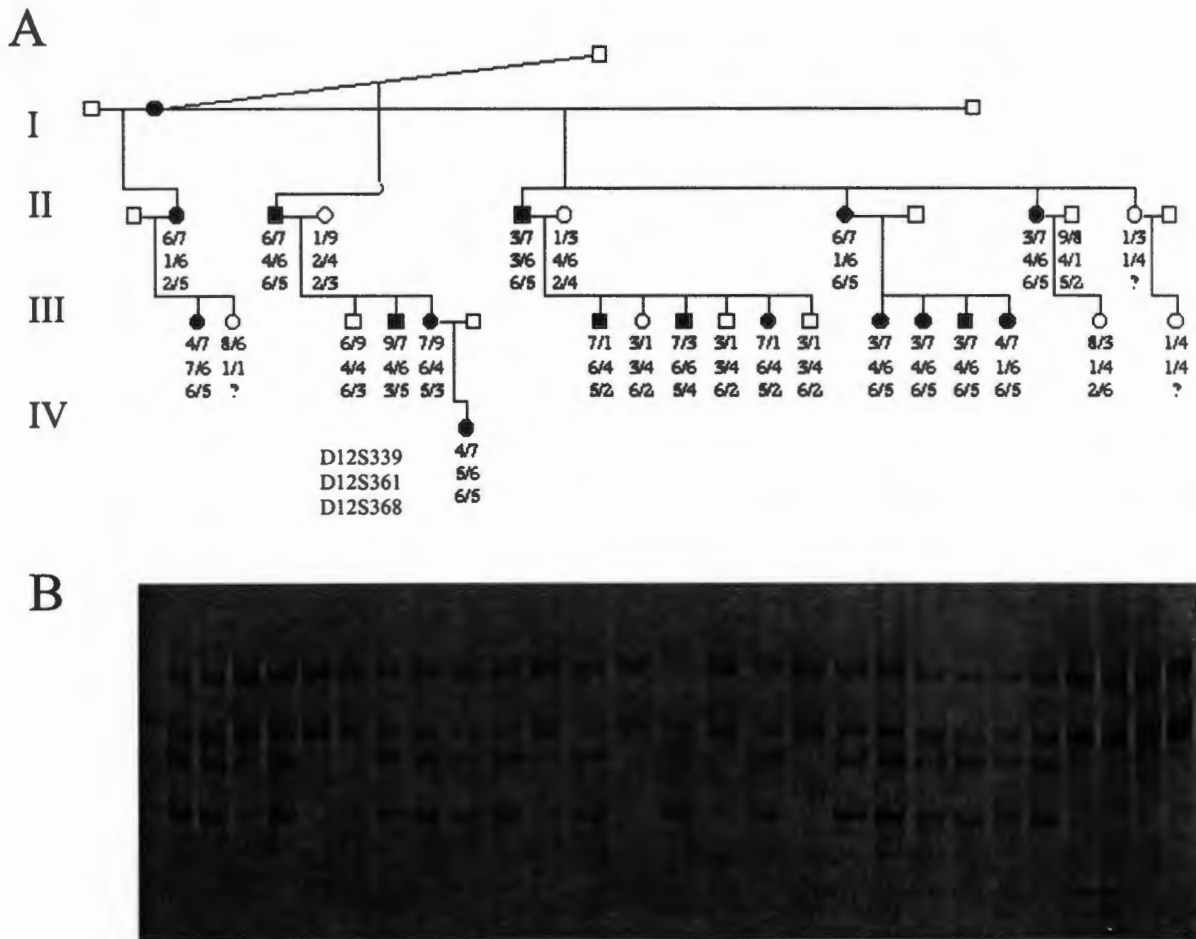 A
I
II
6/7 6/7 1/9 3/7 1/3 6/7 3/7 9/8 1/3
1/6 4/6 2/4 3/6 4/6 1/6 4/6 4/1 1/4
2/5 6/5 2/3 6/5 2/4 6/5 6/5 5/2 ?
III
4/7 8/6 6/9 9/7 7/9 7/1 3/1 7/3 3/1 7/1 3/1 3/7 3/7 3/7 4/7 8/3 1/4
7/6 1/1 4/4 4/6 6/4 6/4 3/4 6/6 3/4 6/4 3/4 4/6 4/6 4/6 1/6 1/4 1/4
6/5 ? 6/3 3/5 5/3 5/2 6/2 5/4 6/2 5/2 6/2 6/5 6/5 6/5 6/5 2/6 ?
IV
D12S339 4/7
D12S361 5/6
D12S368 6/5
B